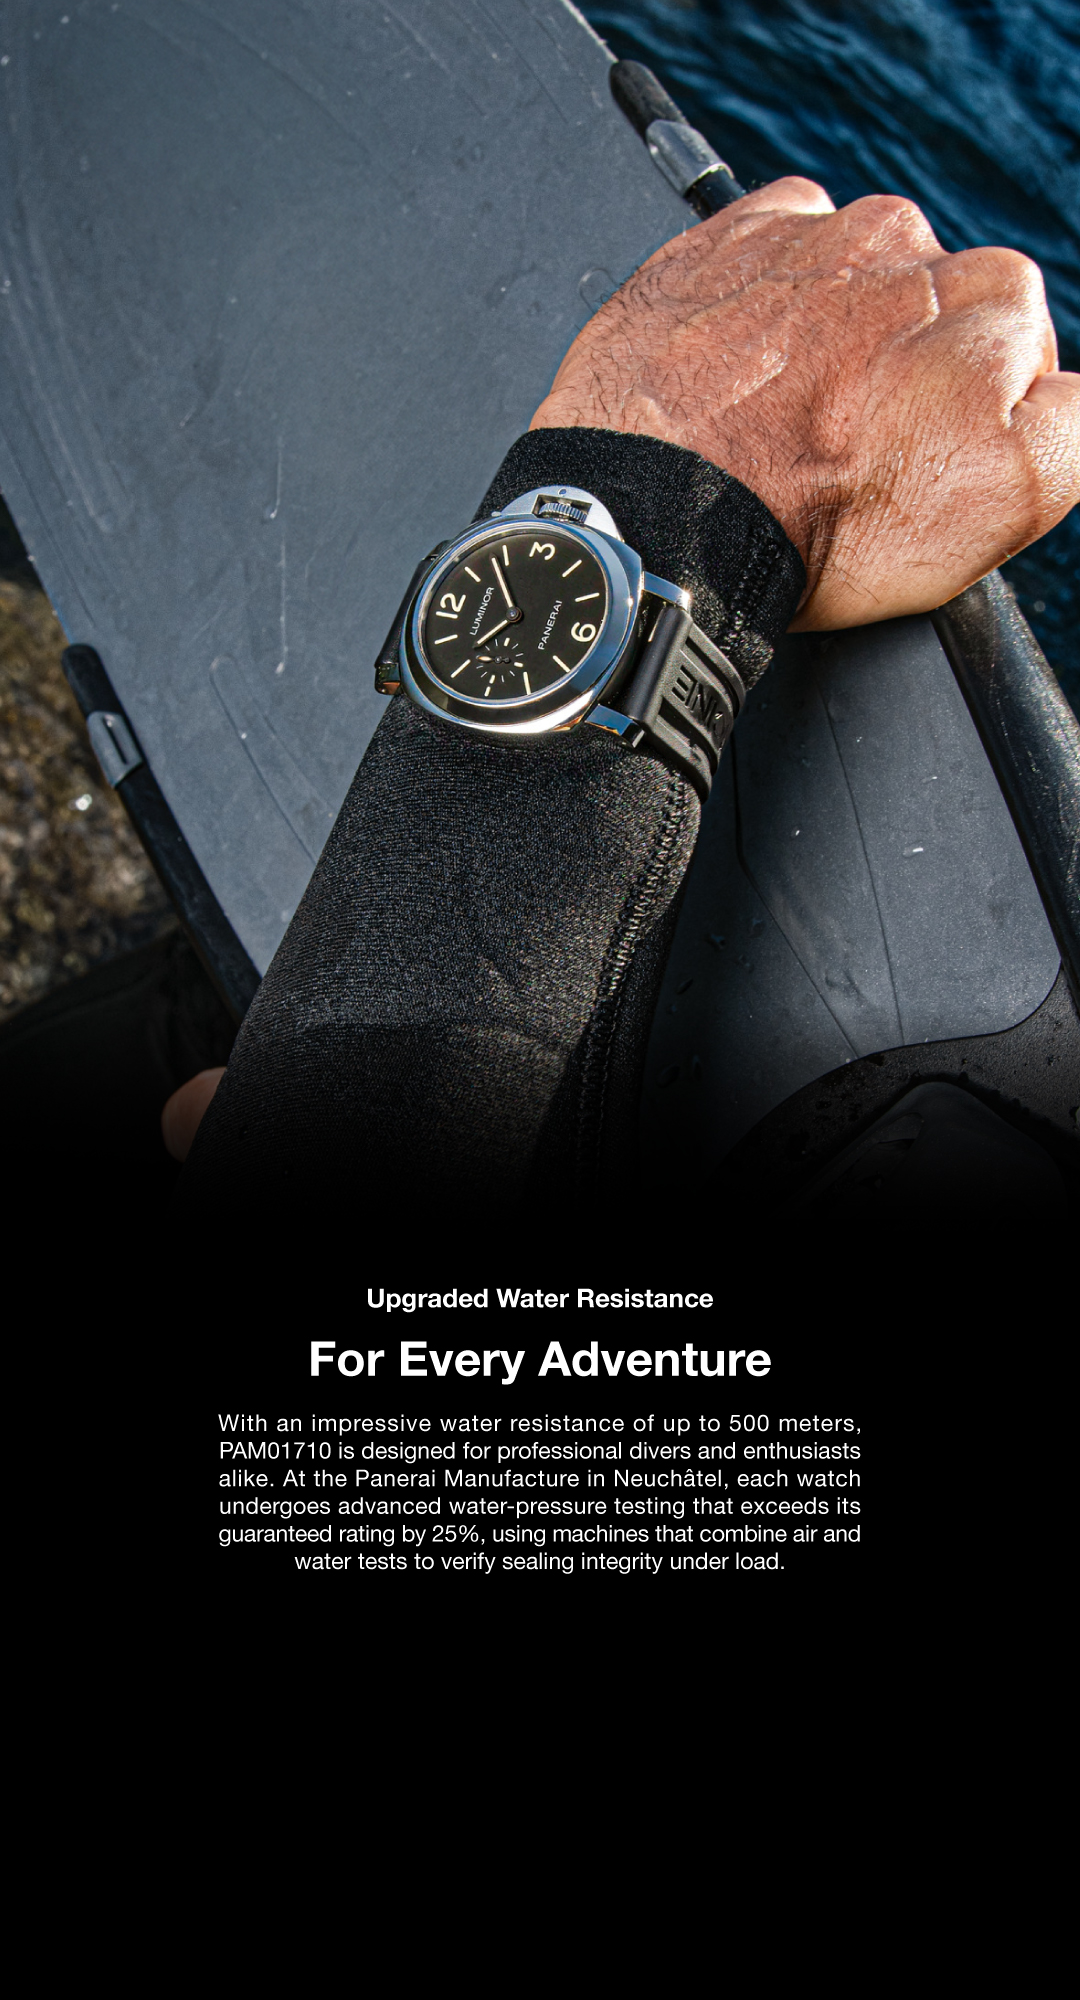 3
12
LUMINOR
PANERAI
6
Upgraded Water Resistance
For Every Adventure
With an impressive water resistance of up to 500 meters,
PAM01710 is designed for professional divers and enthusiasts
alike. At the Panerai Manufacture in Neuchâtel, each watch
undergoes advanced water-pressure testing that exceeds its
guaranteed rating by 25%, using machines that combine air and
water tests to verify sealing integrity under load.